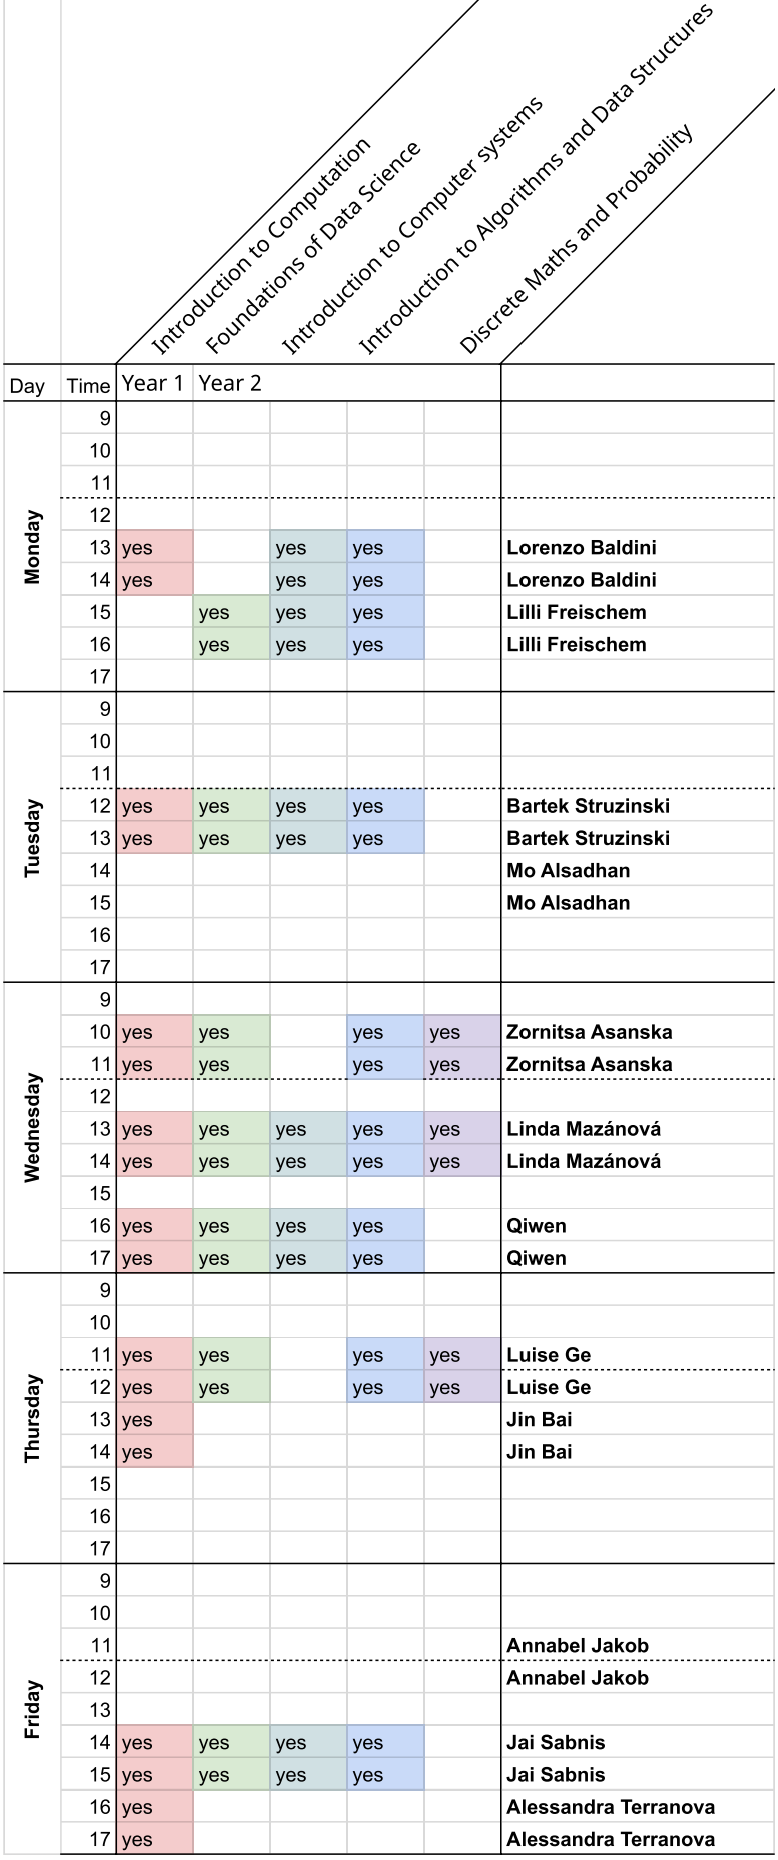 Introduction to Computation
Foundations of Data Science
Introduction to Computer systems
Introduction to Algorithms and Data Structures
Discrete Maths and Probability
Day Time Year 1 Year 2
Monday
9
10
11
12
13 yes yes yes Lorenzo Baldini
14 yes yes yes Lorenzo Baldini
15 yes yes yes Lilli Freischem
16 yes yes yes Lilli Freischem
17
Tuesday
9
10
11
12 yes yes yes yes Bartek Struzinski
13 yes yes yes yes Bartek Struzinski
14 Mo Alsadhan
15 Mo Alsadhan
16
17
Wednesday
9
10 yes yes yes yes Zornitsa Asanska
11 yes yes yes yes Zornitsa Asanska
12
13 yes yes yes yes yes Linda Mazánová
14 yes yes yes yes yes Linda Mazánová
15
16 yes yes yes yes Qiwen
17 yes yes yes yes Qiwen
Thursday
9
10
11 yes yes yes yes Luise Ge
12 yes yes yes yes Luise Ge
13 yes Jin Bai
14 yes Jin Bai
15
16
17
Friday
9
10
11 Annabel Jakob
12 Annabel Jakob
13
14 yes yes yes yes Jai Sabnis
15 yes yes yes yes Jai Sabnis
16 yes Alessandra Terranova
17 yes Alessandra Terranova